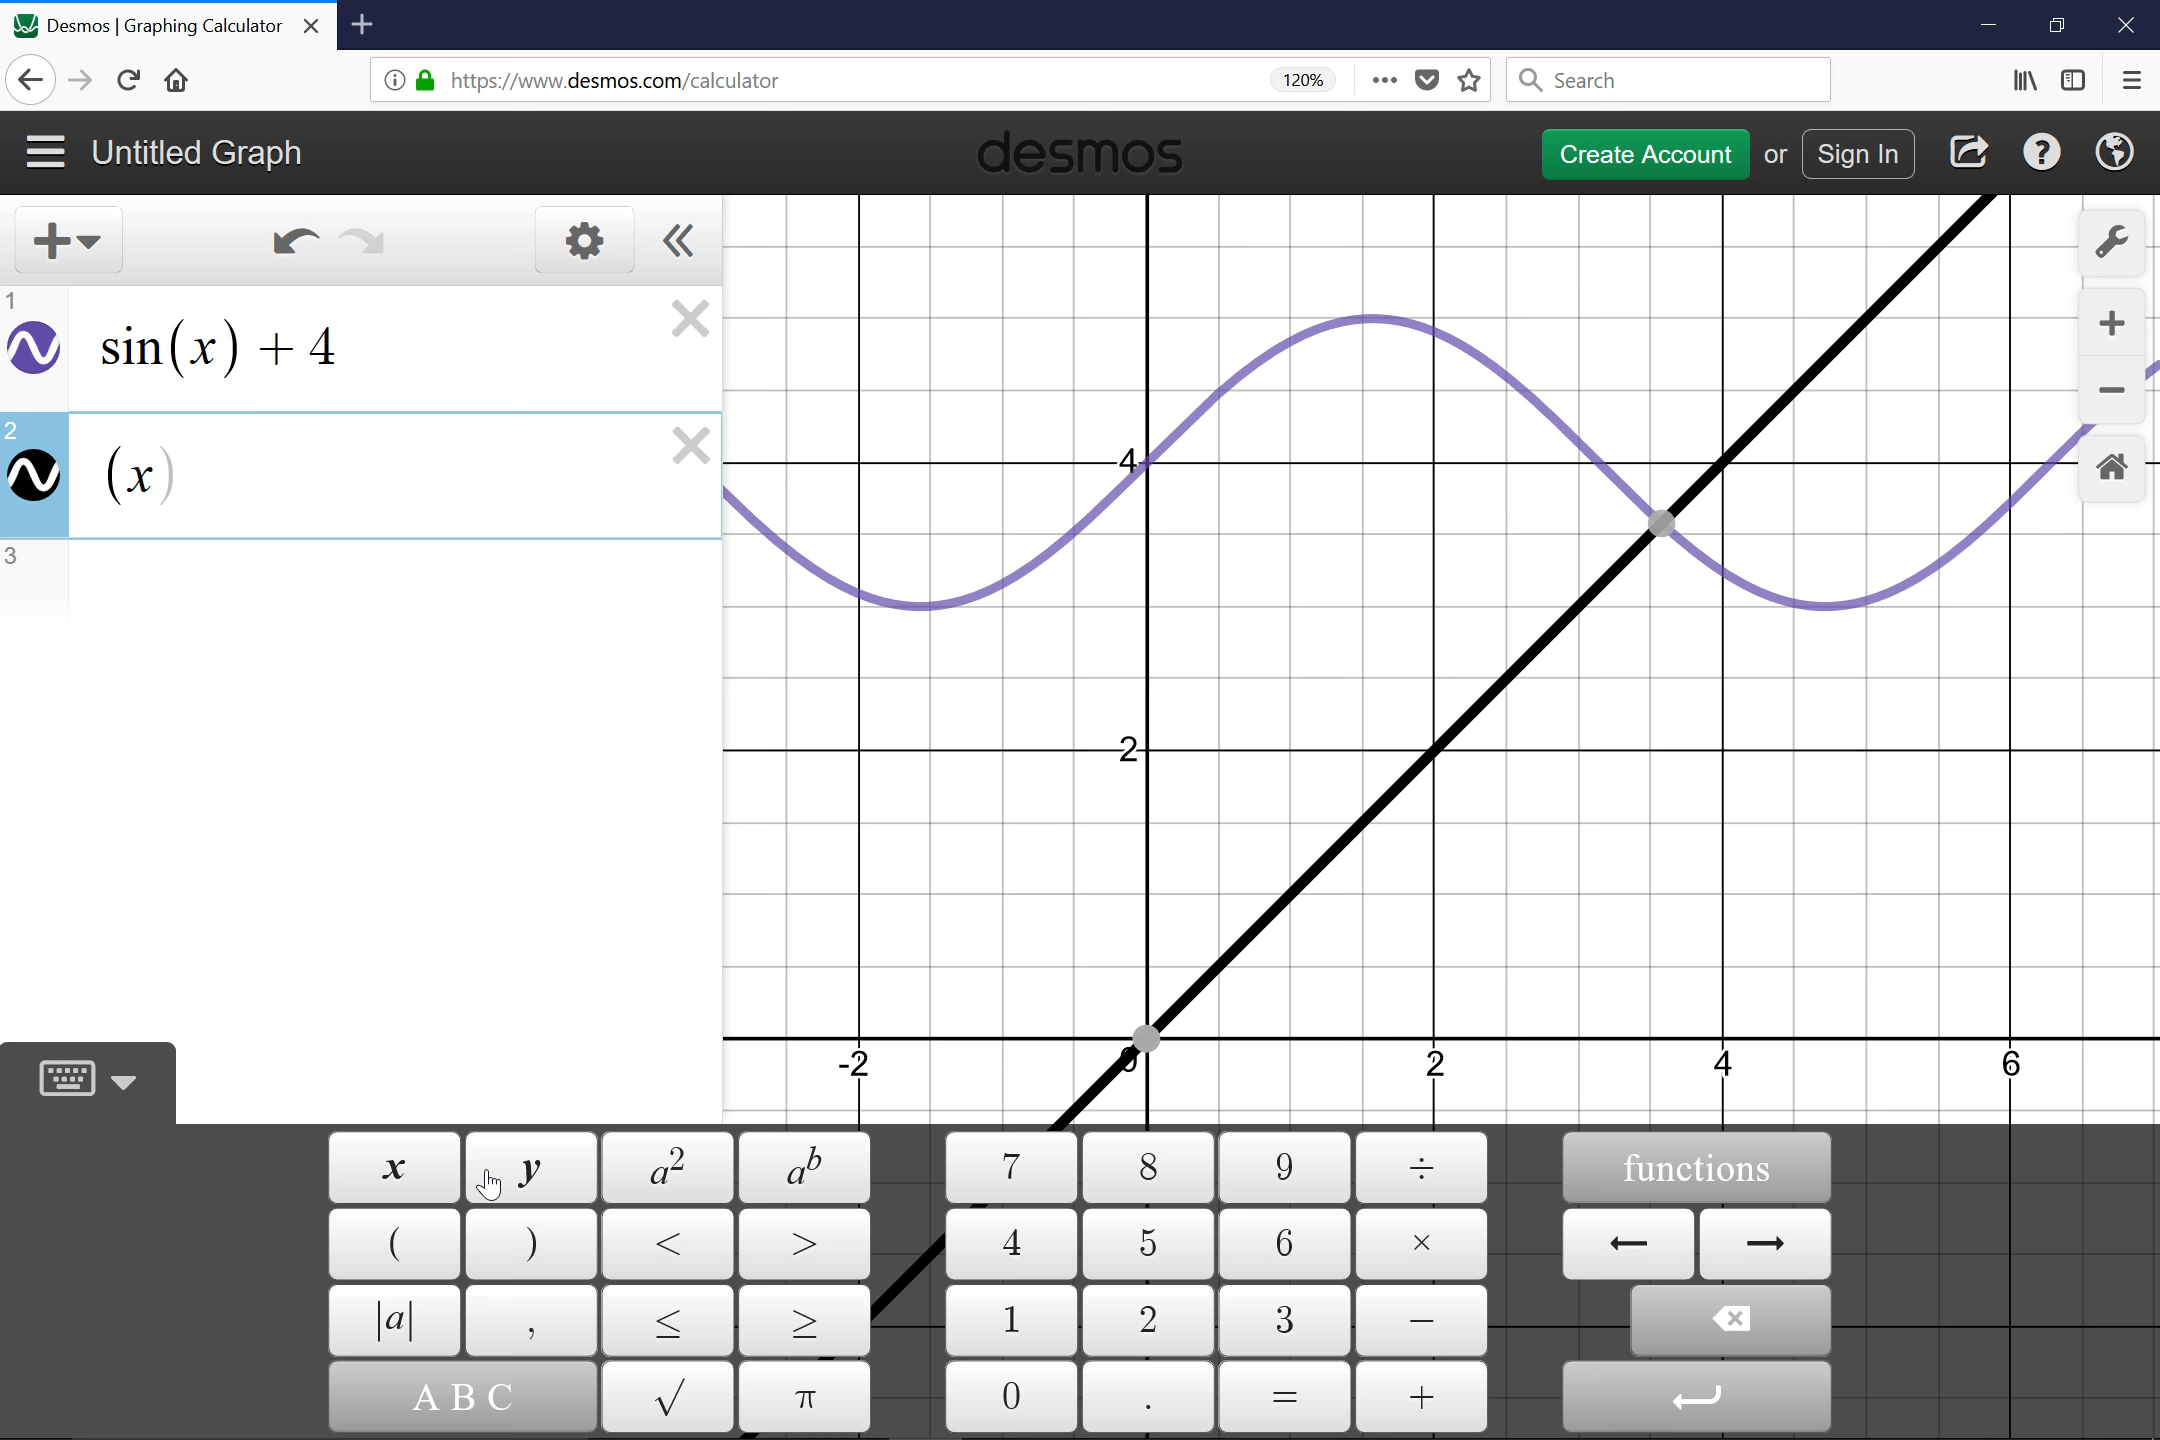 Desmos | Graphing Calculator
https://www.desmos.com/calculator
120%
Search
Untitled Graph
desmos
Create Account or Sign In
1
sin(x) + 4
2
(x)
3
4
2
-2 0 2 4 6
x y a² aᵇ 7 8 9 ÷ functions
( ) < > 4 5 6 × ← →
|a| , ≤ ≥ 1 2 3 −
A B C √ π 0 . = +